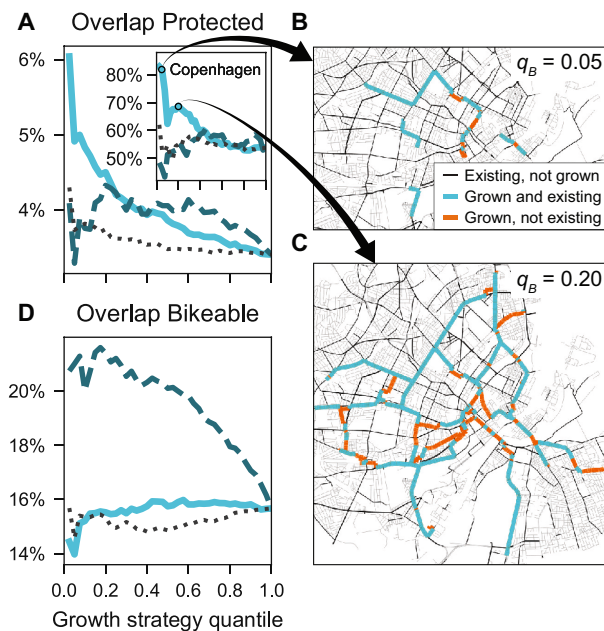 A Overlap Protected
6%
5%
4%
80%
70%
60%
50%
Copenhagen
B
qB = 0.05
Existing, not grown
Grown and existing
Grown, not existing
C
qB = 0.20
D Overlap Bikeable
20%
18%
16%
14%
0.0 0.2 0.4 0.6 0.8 1.0
Growth strategy quantile